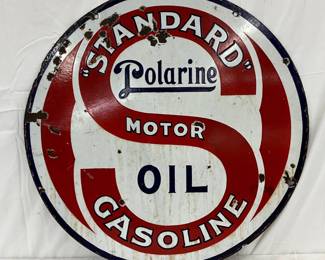 "STANDARD"
Polarine
MOTOR
OIL
GASOLINE